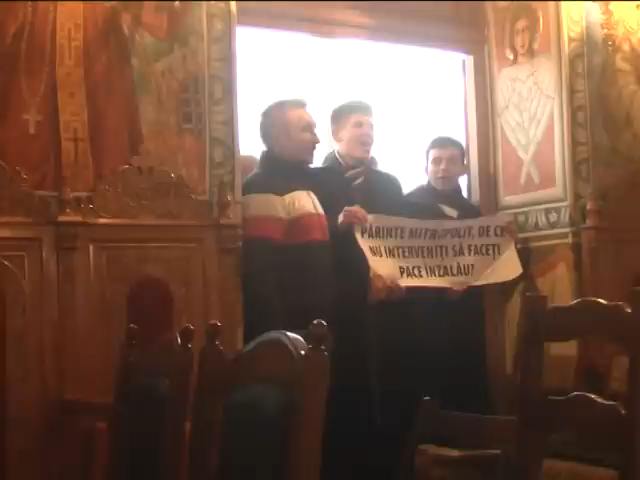 PĂRINTE MITROPOLIT, DE CE
NU INTERVENIȚI SĂ FACEȚI
PACE ÎN ZALĂU?